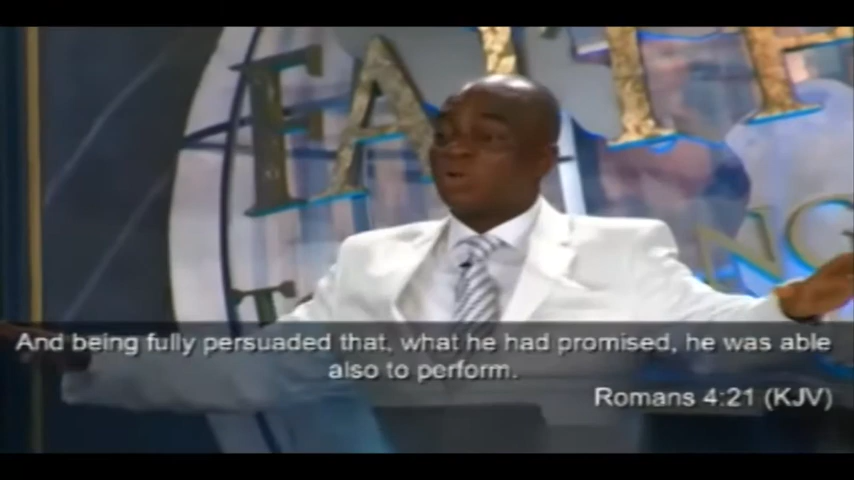 FAITH
And being fully persuaded that, what he had promised, he was able
also to perform.
Romans 4:21 (KJV)